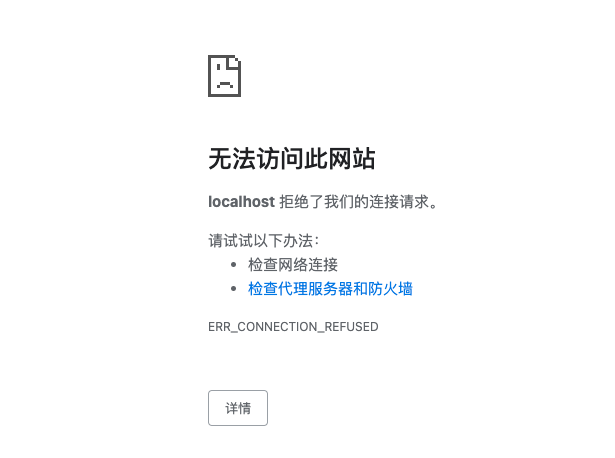 无法访问此网站
localhost 拒绝了我们的连接请求。
请试试以下办法：
• 检查网络连接
• 检查代理服务器和防火墙
ERR_CONNECTION_REFUSED
详情